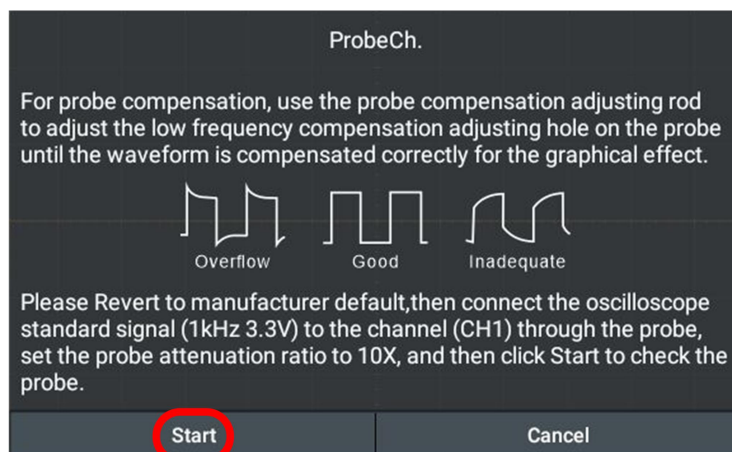 ProbeCh.
For probe compensation, use the probe compensation adjusting rod
to adjust the low frequency compensation adjusting hole on the probe
until the waveform is compensated correctly for the graphical effect.
Overflow Good Inadequate
Please Revert to manufacturer default,then connect the oscilloscope
standard signal (1kHz 3.3V) to the channel (CH1) through the probe,
set the probe attenuation ratio to 10X, and then click Start to check the
probe.
Start Cancel